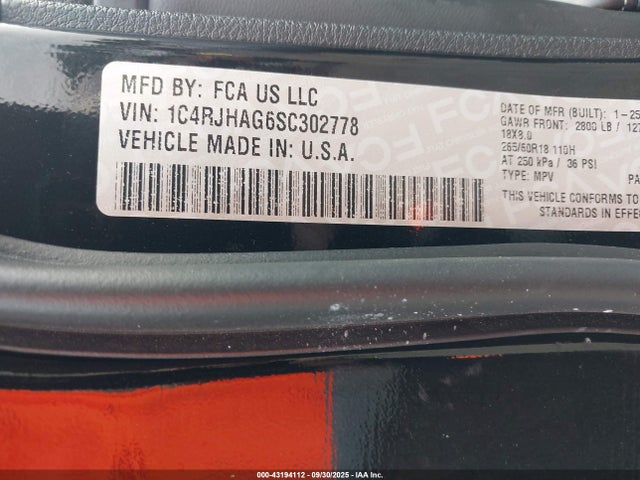 MFD BY: FCA US LLC
VIN: 1C4RJHAG6SC302778
VEHICLE MADE IN: U.S.A.
DATE OF MFR (BUILT): 1-25
GAWR FRONT: 2800 LB / 127
18X8.0
265/60R18 110H
AT 250 kPa / 36 PSI
TYPE: MPV PA
THIS VEHICLE CONFORMS TO
STANDARDS IN EFFE
000-43194112 - 09/30/2025 - IAA Inc.